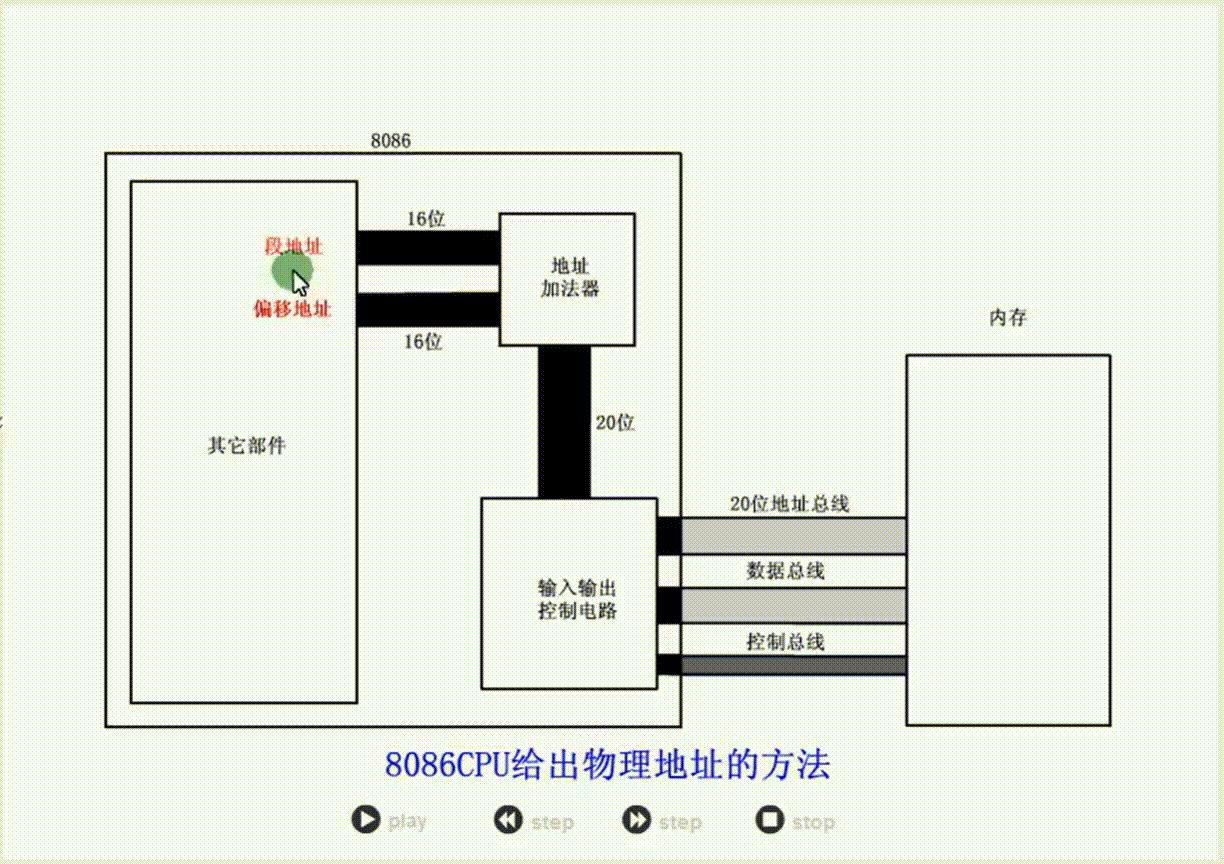 8086
16位
段地址
偏移地址
16位
地址
加法器
内存
20位
其它部件
20位地址总线
数据总线
输入输出
控制电路
控制总线
8086CPU给出物理地址的方法
play
step
step
stop